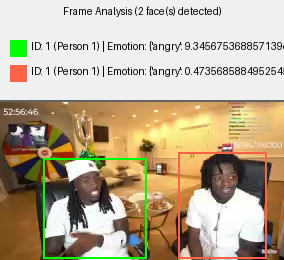 Frame Analysis (2 face(s) detected)
ID: 1 (Person 1) | Emotion: {'angry': 9.345675368857139
ID: 1 (Person 1) | Emotion: {'angry': 0.473568588495254
52:56:46